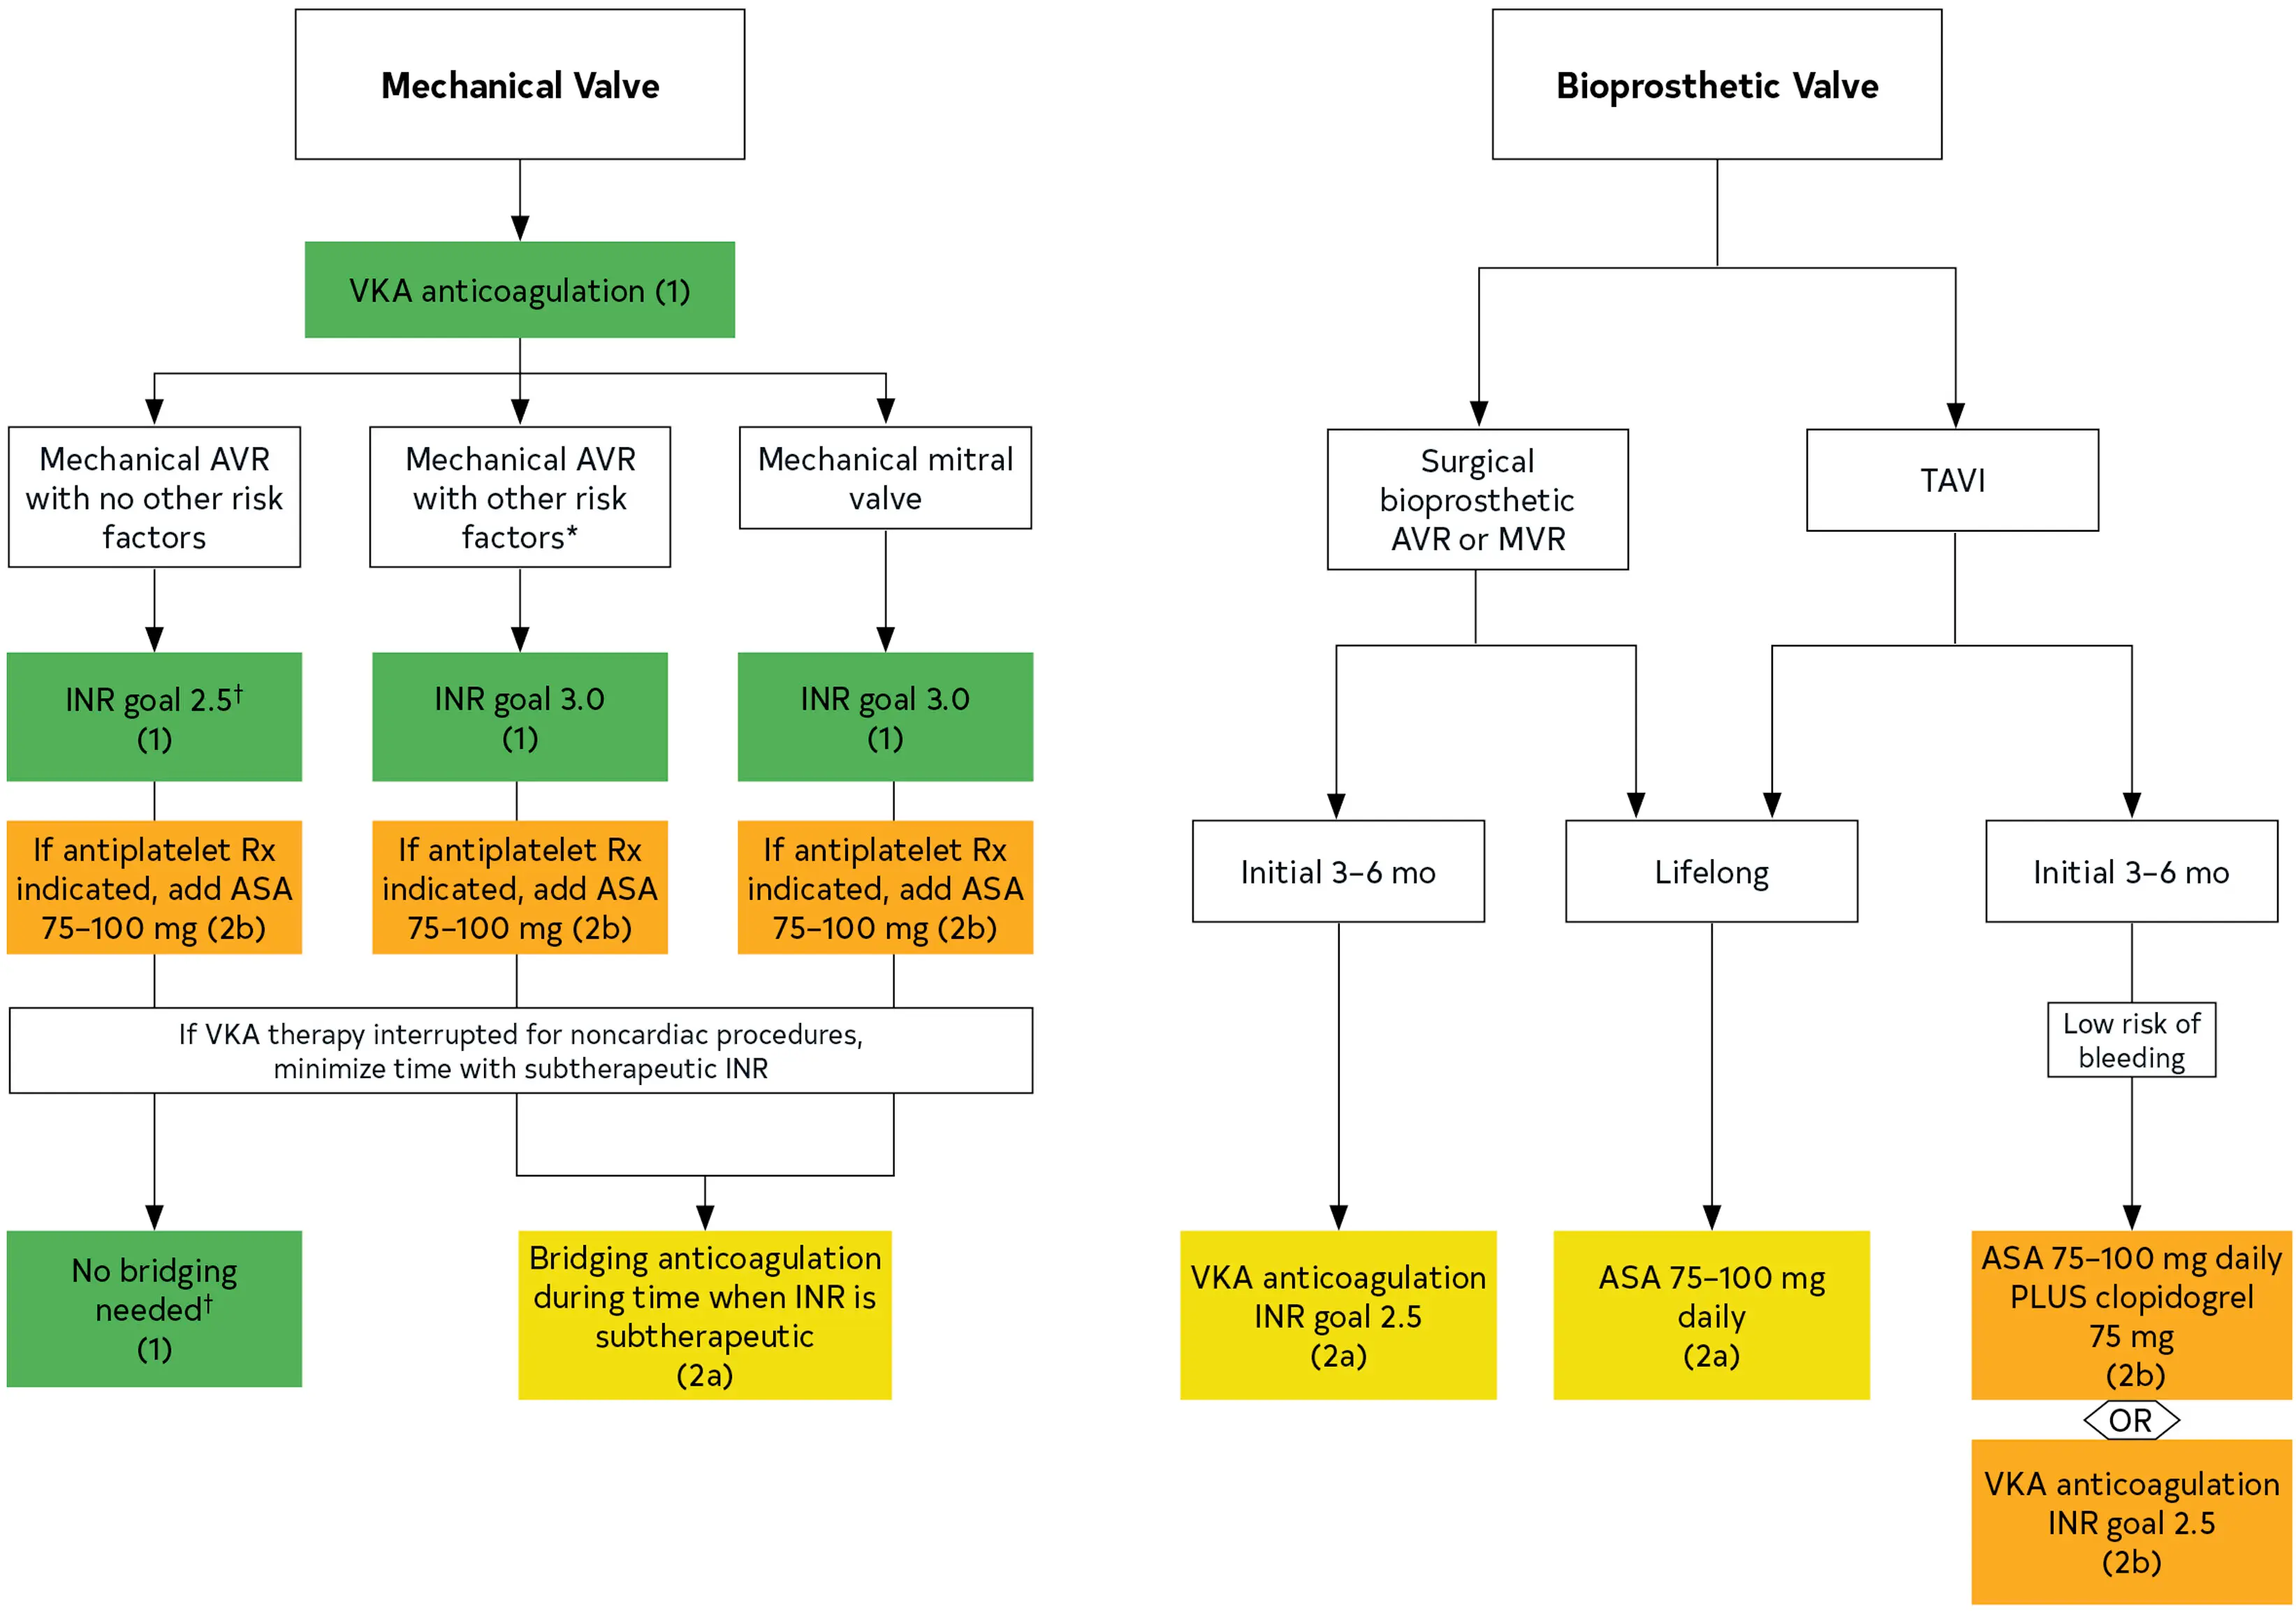 Mechanical Valve
VKA anticoagulation (1)
Mechanical AVR
with no other risk
factors
Mechanical AVR
with other risk
factors*
Mechanical mitral
valve
INR goal 2.5†
(1)
INR goal 3.0
(1)
INR goal 3.0
(1)
If antiplatelet Rx
indicated, add ASA
75–100 mg (2b)
If antiplatelet Rx
indicated, add ASA
75–100 mg (2b)
If antiplatelet Rx
indicated, add ASA
75–100 mg (2b)
If VKA therapy interrupted for noncardiac procedures,
minimize time with subtherapeutic INR
No bridging
needed†
(1)
Bridging anticoagulation
during time when INR is
subtherapeutic
(2a)
Bioprosthetic Valve
Surgical
bioprosthetic
AVR or MVR
TAVI
Initial 3–6 mo
Lifelong
Initial 3–6 mo
Low risk of
bleeding
VKA anticoagulation
INR goal 2.5
(2a)
ASA 75–100 mg
daily
(2a)
ASA 75–100 mg daily
PLUS clopidogrel
75 mg
(2b)
OR
VKA anticoagulation
INR goal 2.5
(2b)